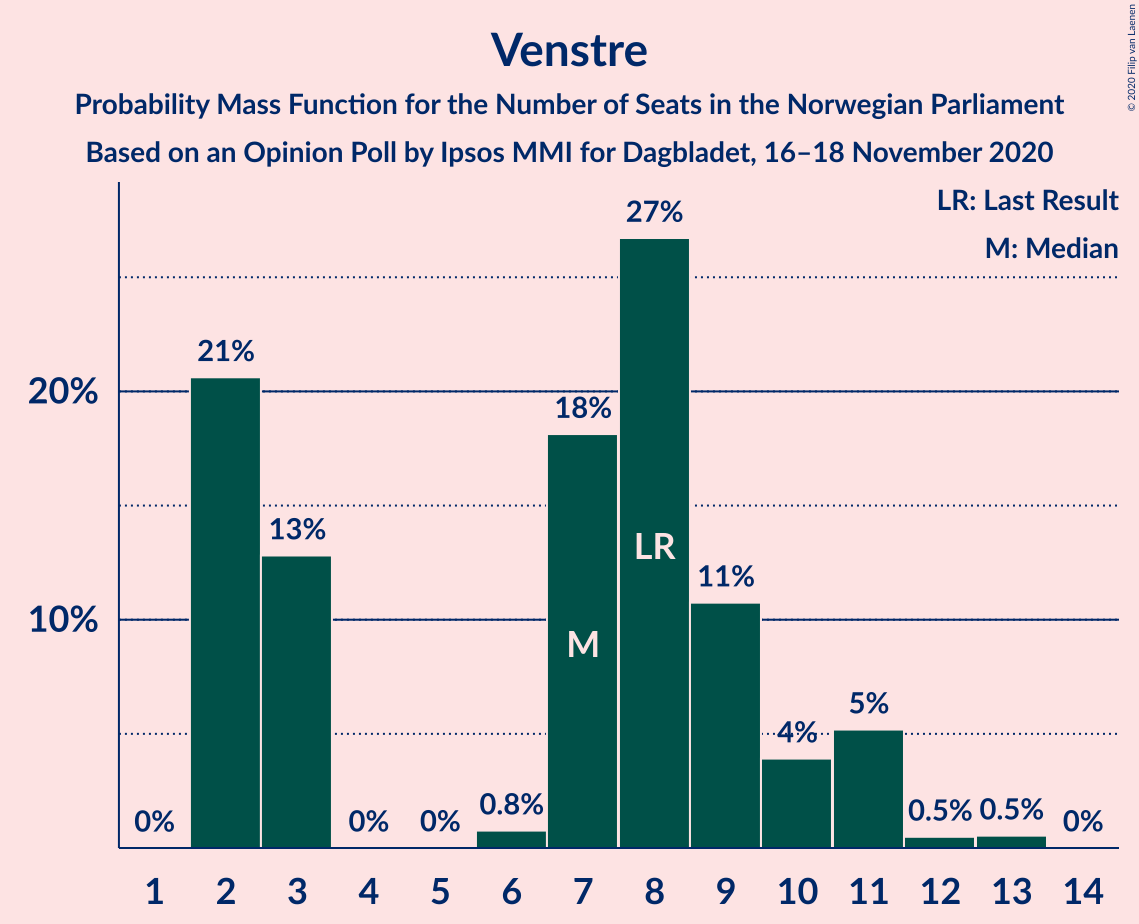 Venstre
Probability Mass Function for the Number of Seats in the Norwegian Parliament
Based on an Opinion Poll by Ipsos MMI for Dagbladet, 16–18 November 2020
© 2020 Filip van Laenen
LR: Last Result
M: Median
20%
10%
0%
21%
13%
0%
0%
0.8%
18%
27%
11%
4%
5%
0.5%
0.5%
0%
M
LR
1 2 3 4 5 6 7 8 9 10 11 12 13 14